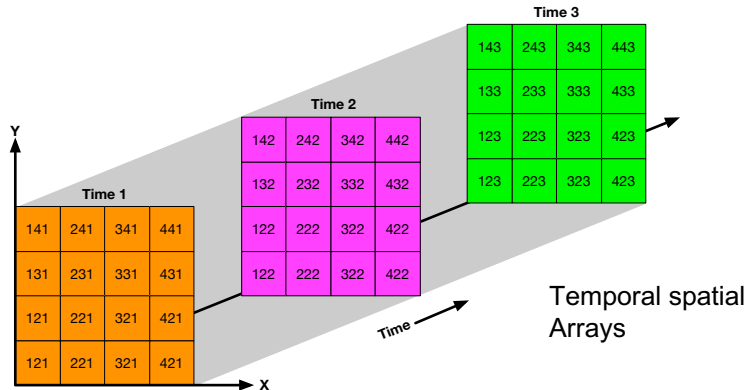 Time 3
143 243 343 443
133 233 333 433
123 223 323 423
123 223 323 423
Time 2
142 242 342 442
132 232 332 432
122 222 322 422
122 222 322 422
Y
Time 1
141 241 341 441
131 231 331 431
121 221 321 421
121 221 321 421
X
Time
Temporal spatial
Arrays